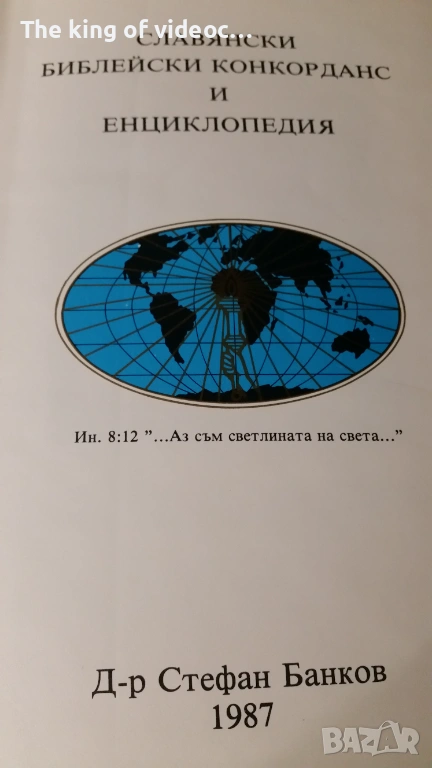 The king of videoc...
СЛАВЯНСКИ
БИБЛЕЙСКИ КОНКОРДАНС
И
ЕНЦИКЛОПЕДИЯ
Ин. 8:12 "...Аз съм светлината на света..."
Д-р Стефан Банков
1987
BAZAR